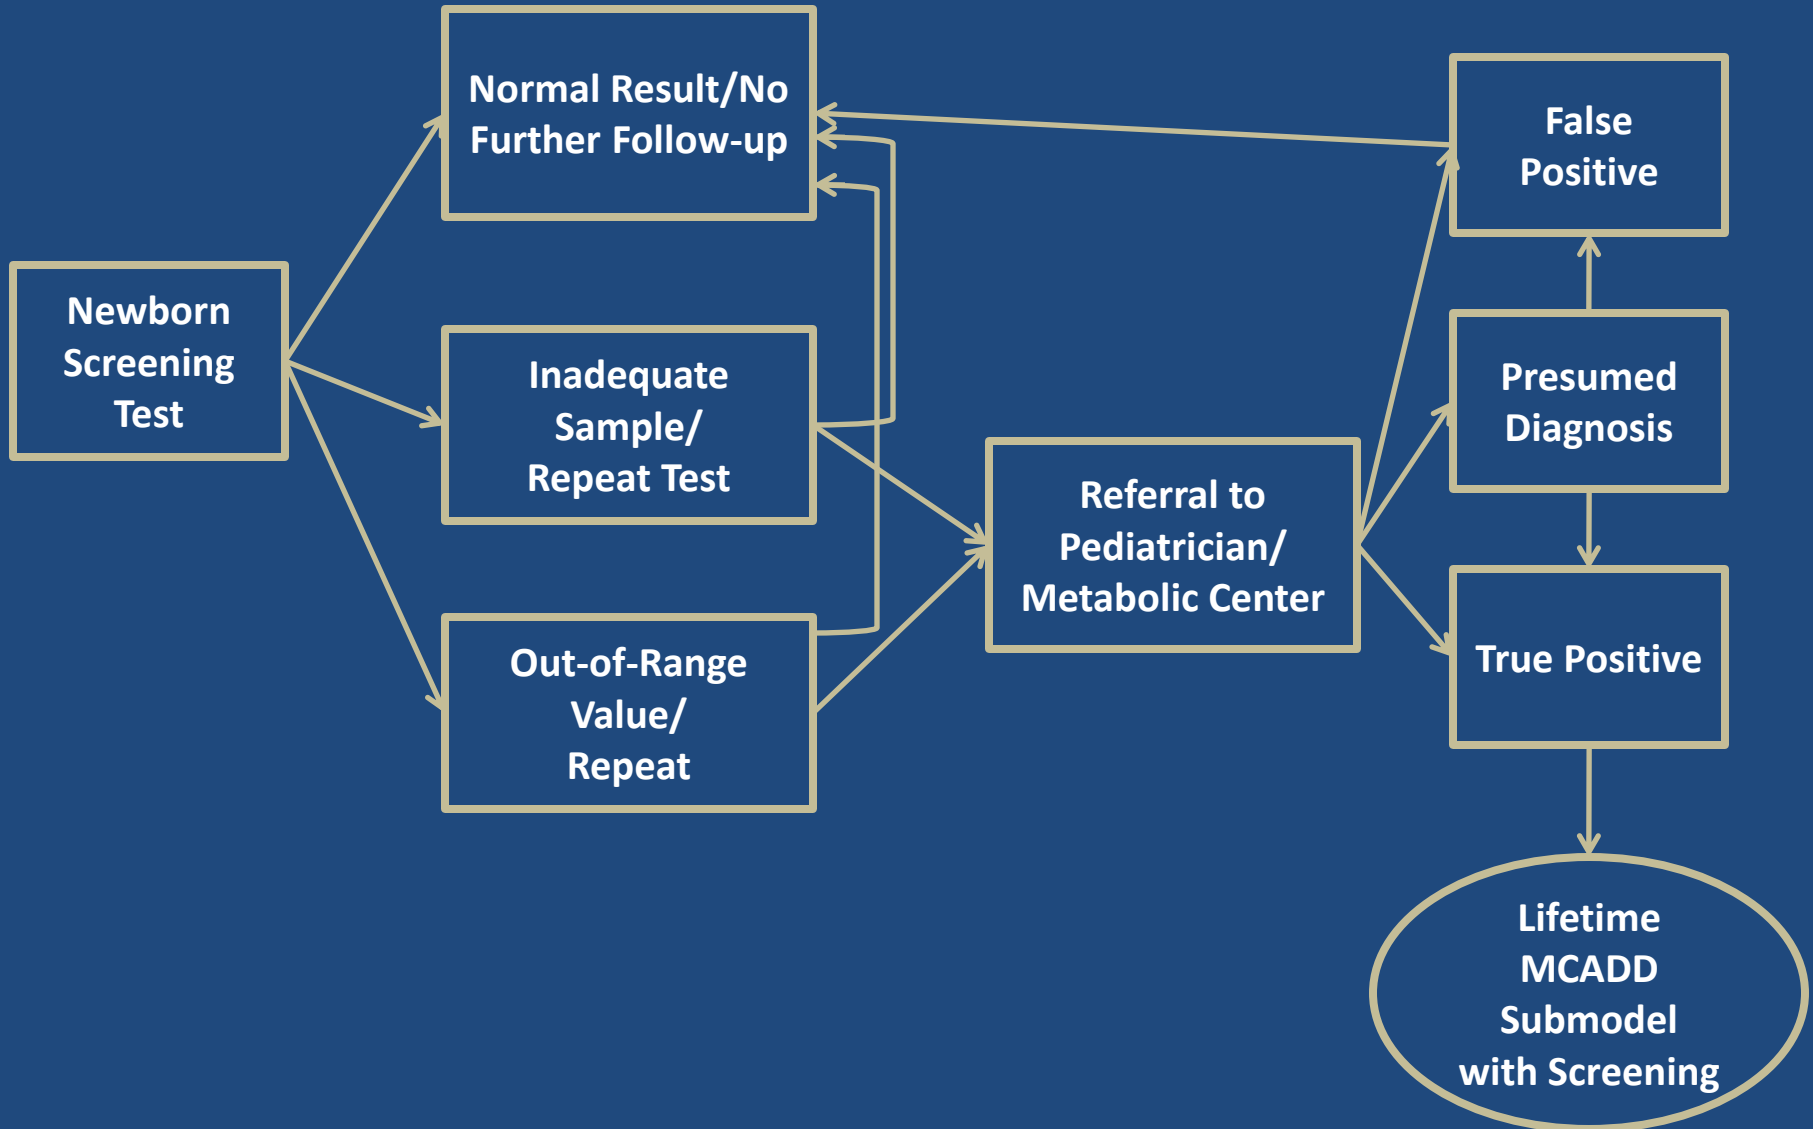 Normal Result/No
Further Follow-up
False
Positive
Newborn
Screening
Test
Inadequate
Sample/
Repeat Test
Presumed
Diagnosis
Referral to
Pediatrician/
Metabolic Center
Out-of-Range
Value/
Repeat
True Positive
Lifetime
MCADD
Submodel
with Screening